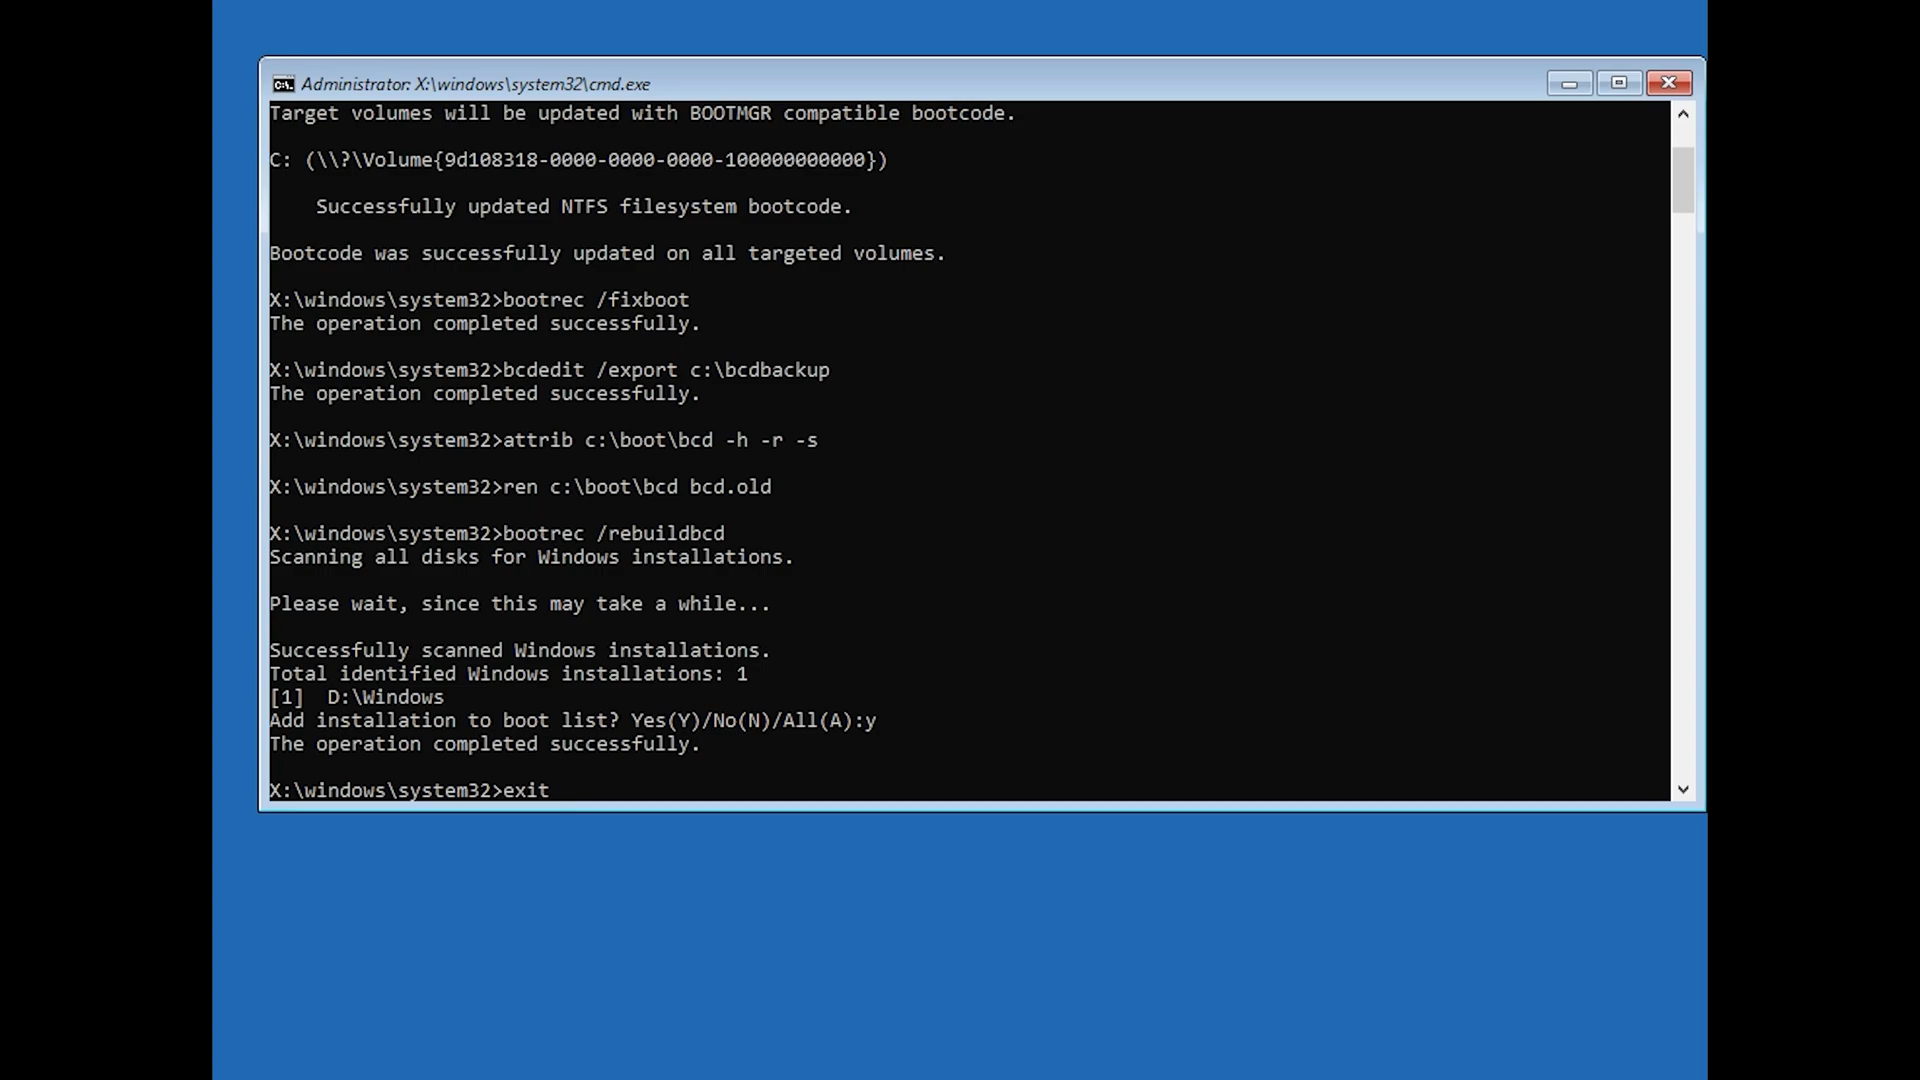 Administrator: X:\windows\system32\cmd.exe
Target volumes will be updated with BOOTMGR compatible bootcode.
C: (\\?\Volume{9d108318-0000-0000-0000-100000000000})
Successfully updated NTFS filesystem bootcode.
Bootcode was successfully updated on all targeted volumes.
X:\windows\system32>bootrec /fixboot
The operation completed successfully.
X:\windows\system32>bcdedit /export c:\bcdbackup
The operation completed successfully.
X:\windows\system32>attrib c:\boot\bcd -h -r -s
X:\windows\system32>ren c:\boot\bcd bcd.old
X:\windows\system32>bootrec /rebuildbcd
Scanning all disks for Windows installations.
Please wait, since this may take a while...
Successfully scanned Windows installations.
Total identified Windows installations: 1
[1]  D:\Windows
Add installation to boot list? Yes(Y)/No(N)/All(A):y
The operation completed successfully.
X:\windows\system32>exit